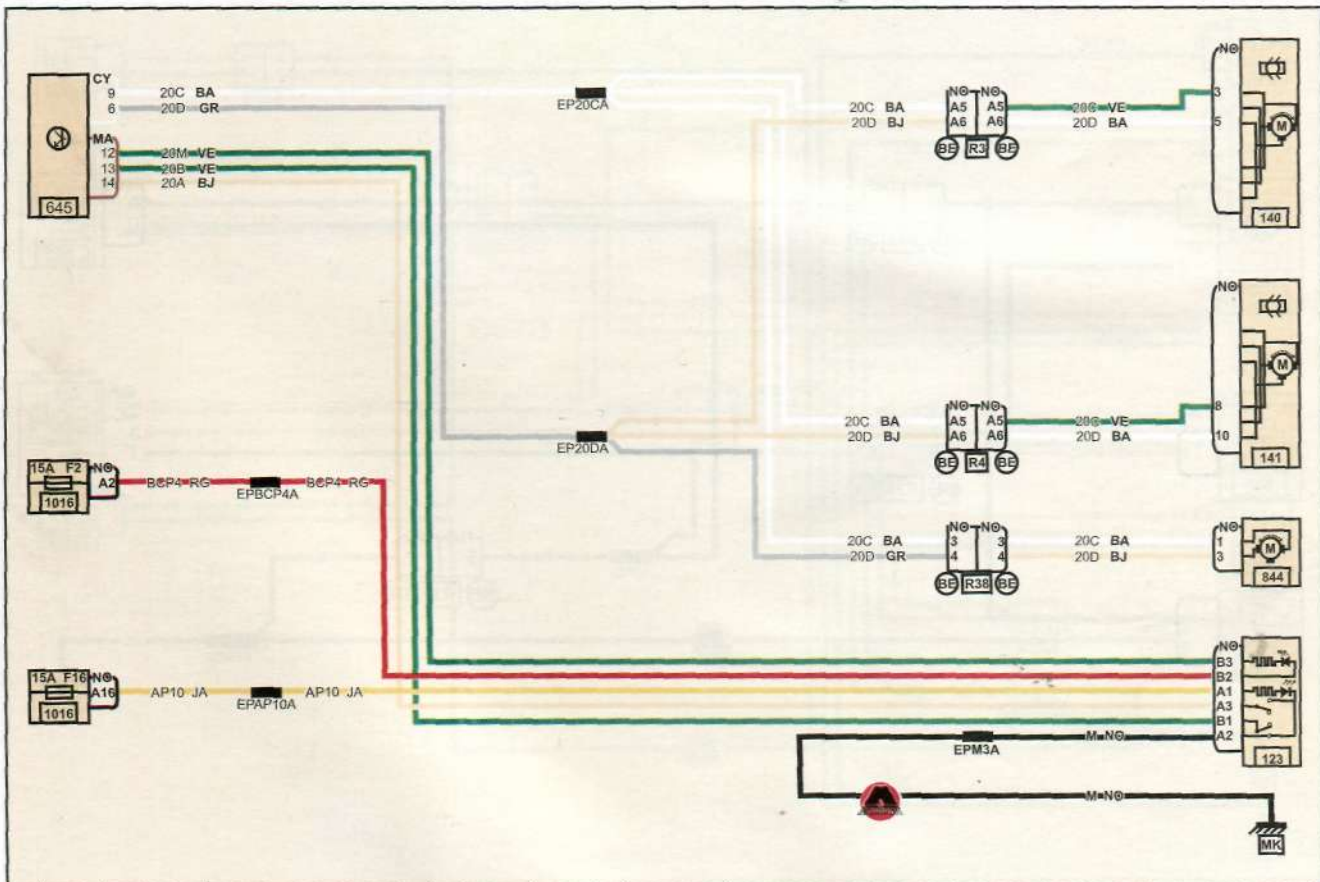 CY
9 20C BA
6 20D GR
MA
12 20M VE
13 20B VE
14 20A BJ
645
EP20CA
20C BA
20D BJ
NO NO
A5 A5
A6 A6
BE R3 BE
20C VE
20D BA
NO
3
5
M
140
EP20DA
20C BA
20D BJ
NO NO
A5 A5
A6 A6
BE R4 BE
20C VE
20D BA
NO
8
10
M
141
15A F2
NO
A2
1016
BCP4 RG
EPBCP4A
BCP4 RG
20C BA
20D GR
NO NO
3 3
4 4
BE R38 BE
20C BA
20D BJ
NO
1
3
M
844
15A F16
NO
A16
1016
AP10 JA
EPAP10A
AP10 JA
NO
B3
B2
A1
A3
B1
A2
123
EPM3A
M NO
M NO
MK